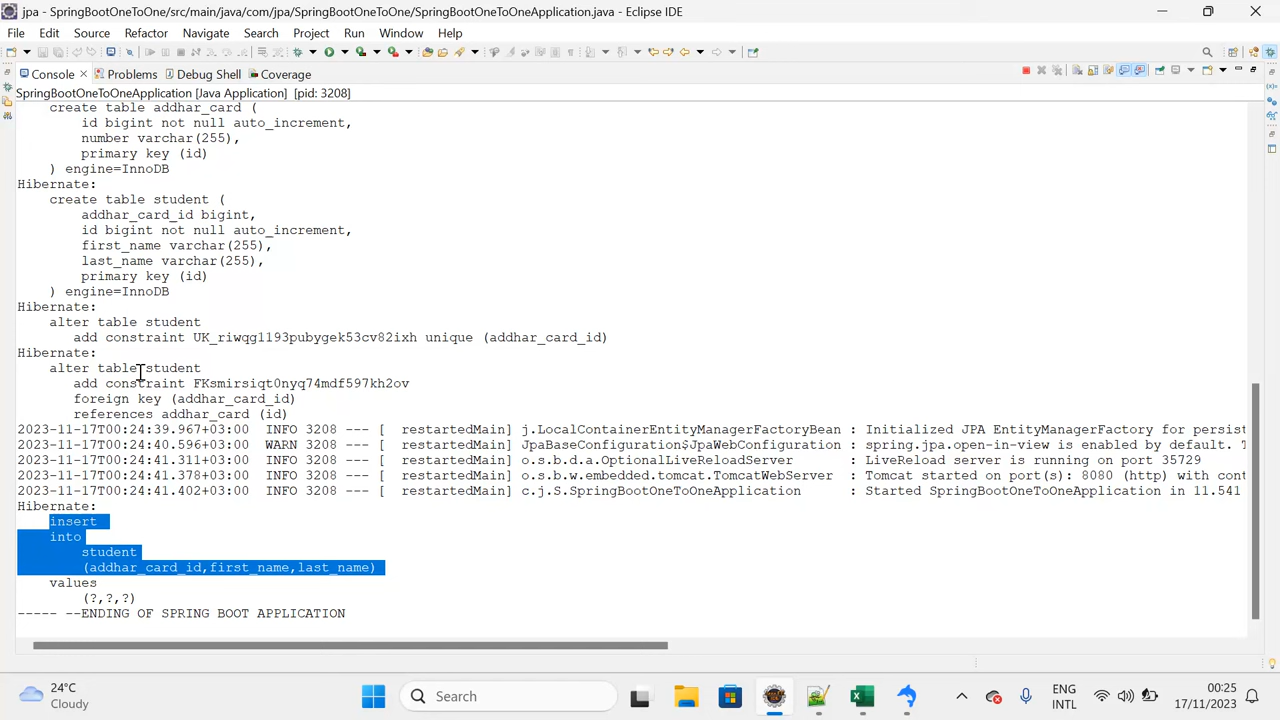 jpa - SpringBootOneToOne/src/main/java/com/jpa/SpringBootOneToOne/SpringBootOneToOneApplication.java - Eclipse IDE
File Edit Source Refactor Navigate Search Project Run Window Help
Console Problems Debug Shell Coverage
SpringBootOneToOneApplication [Java Application] [pid: 3208]
create table addhar_card (
id bigint not null auto_increment,
number varchar(255),
primary key (id)
) engine=InnoDB
Hibernate:
create table student (
addhar_card_id bigint,
id bigint not null auto_increment,
first_name varchar(255),
last_name varchar(255),
primary key (id)
) engine=InnoDB
Hibernate:
alter table student
add constraint UK_riwqg1193pubygek53cv82ixh unique (addhar_card_id)
Hibernate:
alter table student
add constraint FKsmirsiqt0nyq74mdf597kh2ov
foreign key (addhar_card_id)
references addhar_card (id)
2023-11-17T00:24:39.967+03:00 INFO 3208 --- [ restartedMain] j.LocalContainerEntityManagerFactoryBean : Initialized JPA EntityManagerFactory for persist
2023-11-17T00:24:40.596+03:00 WARN 3208 --- [ restartedMain] JpaBaseConfiguration$JpaWebConfiguration : spring.jpa.open-in-view is enabled by default. T
2023-11-17T00:24:41.311+03:00 INFO 3208 --- [ restartedMain] o.s.b.d.a.OptionalLiveReloadServer : LiveReload server is running on port 35729
2023-11-17T00:24:41.378+03:00 INFO 3208 --- [ restartedMain] o.s.b.w.embedded.tomcat.TomcatWebServer : Tomcat started on port(s): 8080 (http) with cont
2023-11-17T00:24:41.402+03:00 INFO 3208 --- [ restartedMain] c.j.S.SpringBootOneToOneApplication : Started SpringBootOneToOneApplication in 11.541
Hibernate:
insert
into
student
(addhar_card_id,first_name,last_name)
values
(?,?,?)
----- --ENDING OF SPRING BOOT APPLICATION
24°C
Cloudy
Search
ENG
INTL
00:25
17/11/2023